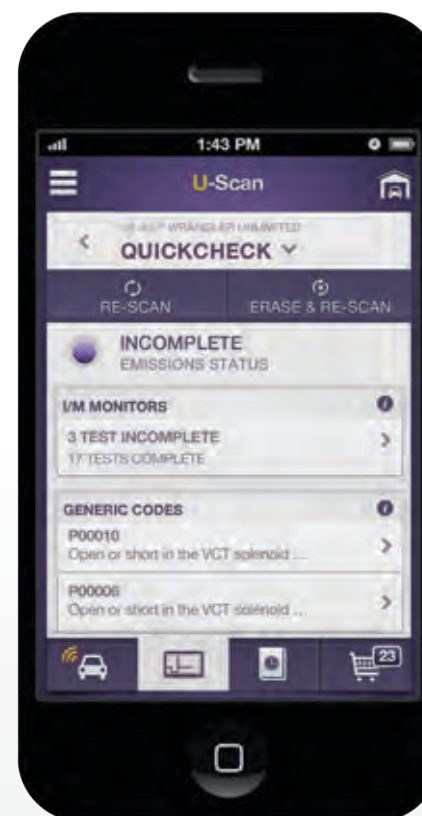 1:43 PM
U-Scan
WRANGLER UNLIMITED
QUICKCHECK
RE-SCAN
ERASE & RE-SCAN
INCOMPLETE
EMISSIONS STATUS
I/M MONITORS
3 TEST INCOMPLETE
17 TESTS COMPLETE
GENERIC CODES
P00010
Open or short in the VCT solenoid ...
P00006
Open or short in the VCT solenoid ...
23